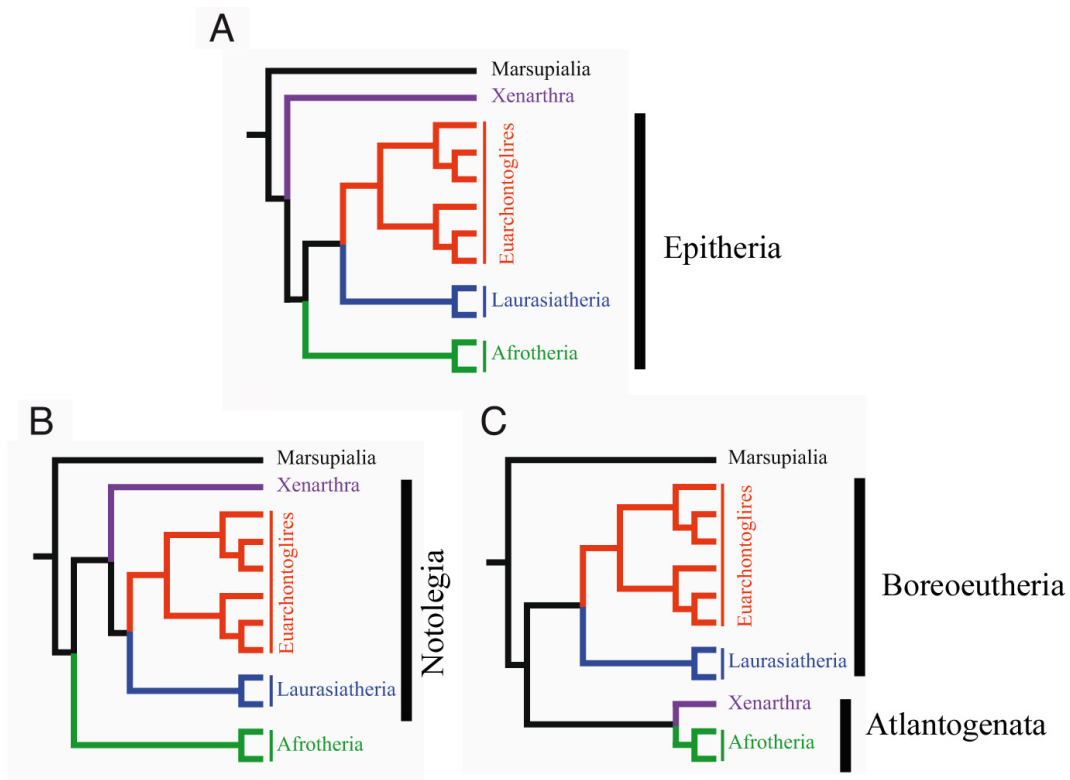 A
Marsupialia
Xenarthra
Euarchontoglires
Laurasiatheria
Afrotheria
Epitheria
B
Marsupialia
Xenarthra
Euarchontoglires
Laurasiatheria
Afrotheria
Notolegia
C
Marsupialia
Euarchontoglires
Laurasiatheria
Xenarthra
Afrotheria
Boreoeutheria
Atlantogenata